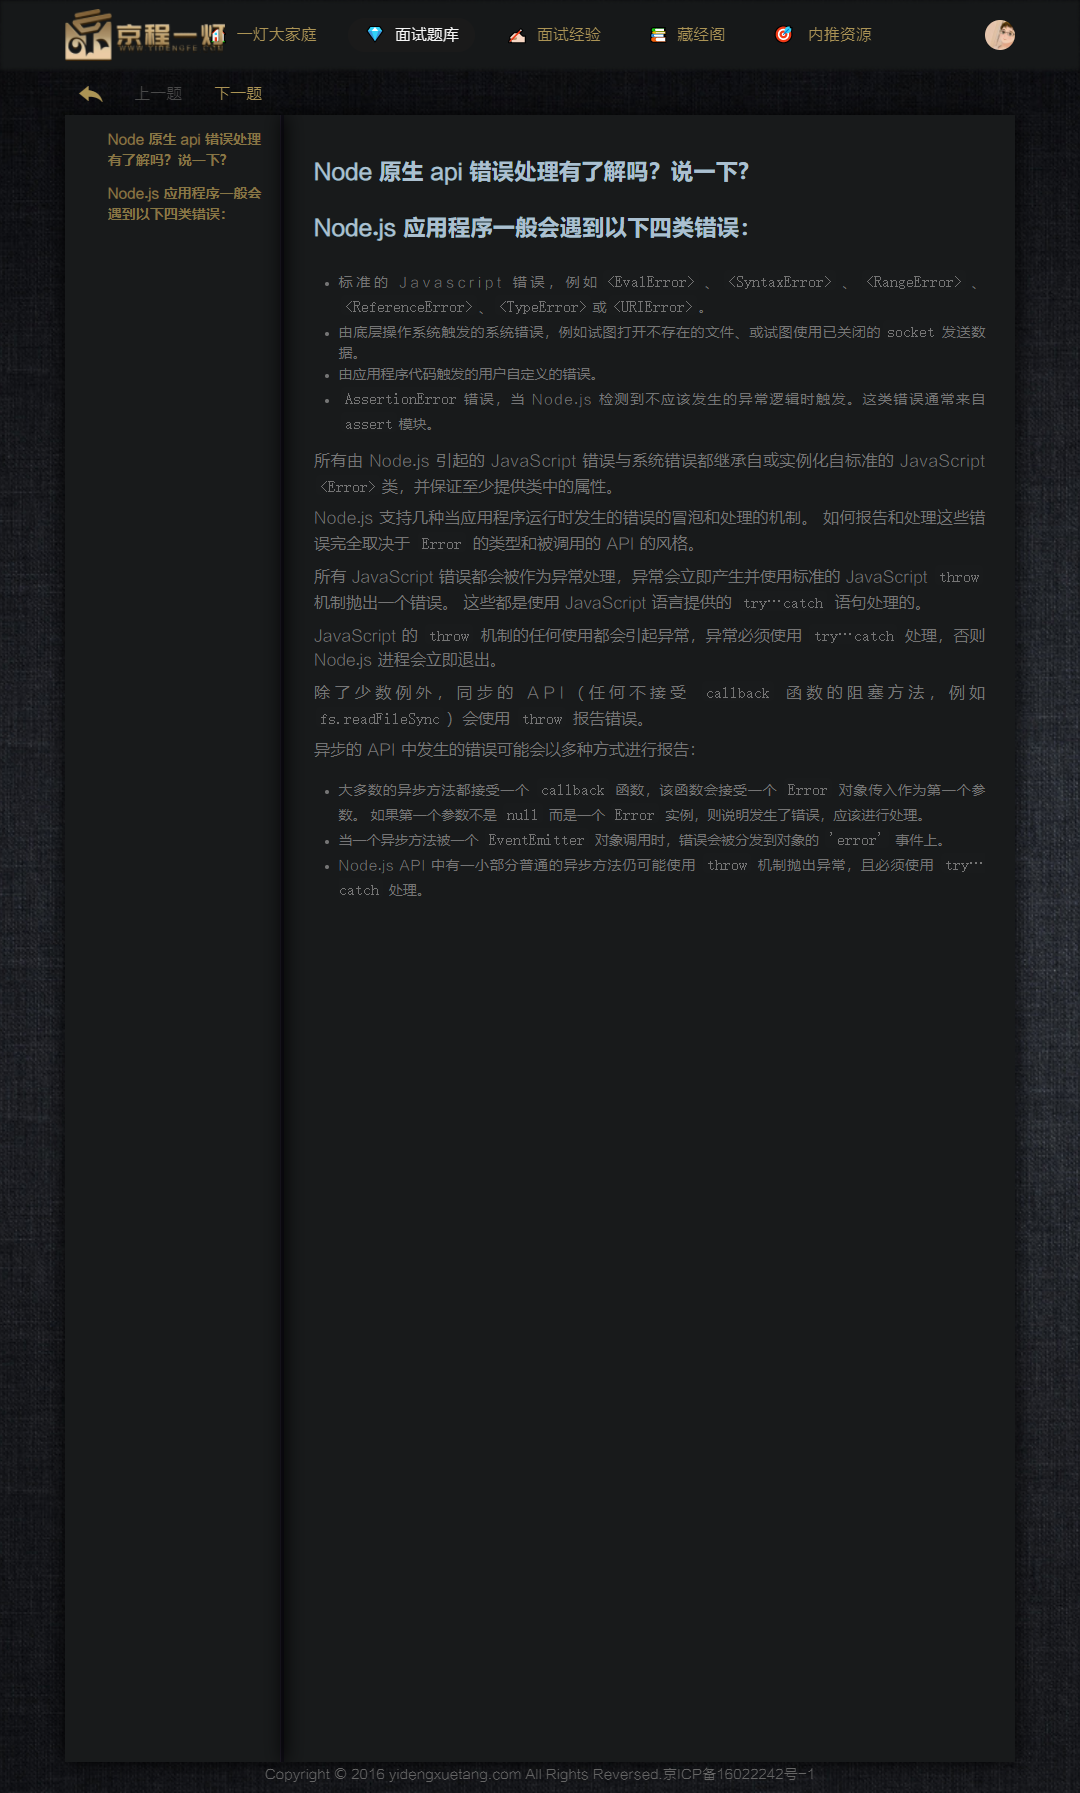 京程一灯
WWW.YIDENGFE.COM
一灯大家庭
面试题库
面试经验
藏经阁
内推资源
上一题
下一题
Node 原生 api 错误处理
有了解吗？说一下?
Node.js 应用程序一般会
遇到以下四类错误：
Node 原生 api 错误处理有了解吗？说一下?
Node.js 应用程序一般会遇到以下四类错误：
标准的 Javascript 错误，例如 <EvalError> 、 <SyntaxError> 、 <RangeError> 、
<ReferenceError> 、 <TypeError> 或 <URIError> 。
由底层操作系统触发的系统错误，例如试图打开不存在的文件、或试图使用已关闭的 socket 发送数
据。
由应用程序代码触发的用户自定义的错误。
AssertionError 错误，当 Node.js 检测到不应该发生的异常逻辑时触发。这类错误通常来自
assert 模块。
所有由 Node.js 引起的 JavaScript 错误与系统错误都继承自或实例化自标准的 JavaScript
<Error> 类，并保证至少提供类中的属性。
Node.js 支持几种当应用程序运行时发生的错误的冒泡和处理的机制。 如何报告和处理这些错
误完全取决于 Error 的类型和被调用的 API 的风格。
所有 JavaScript 错误都会被作为异常处理，异常会立即产生并使用标准的 JavaScript throw
机制抛出一个错误。 这些都是使用 JavaScript 语言提供的 try…catch 语句处理的。
JavaScript 的 throw 机制的任何使用都会引起异常，异常必须使用 try…catch 处理，否则
Node.js 进程会立即退出。
除了少数例外，同步的 API（任何不接受 callback 函数的阻塞方法，例如
fs.readFileSync ）会使用 throw 报告错误。
异步的 API 中发生的错误可能会以多种方式进行报告：
大多数的异步方法都接受一个 callback 函数，该函数会接受一个 Error 对象传入作为第一个参
数。 如果第一个参数不是 null 而是一个 Error 实例，则说明发生了错误，应该进行处理。
当一个异步方法被一个 EventEmitter 对象调用时，错误会被分发到对象的 'error' 事件上。
Node.js API 中有一小部分普通的异步方法仍可能使用 throw 机制抛出异常，且必须使用 try…
catch 处理。
Copyright © 2016 yidengxuetang.com All Rights Reversed.京ICP备16022242号-1